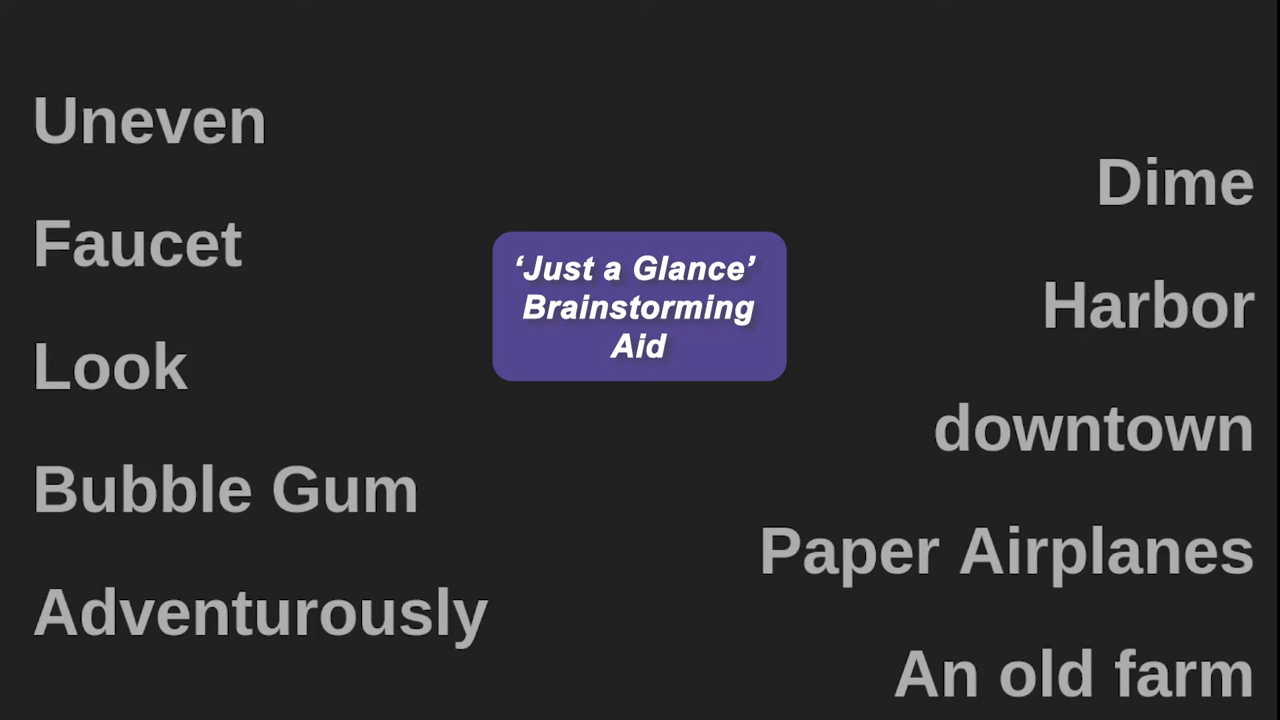 Uneven
Faucet
Look
Bubble Gum
Adventurously
‘Just a Glance’
Brainstorming
Aid
Dime
Harbor
downtown
Paper Airplanes
An old farm